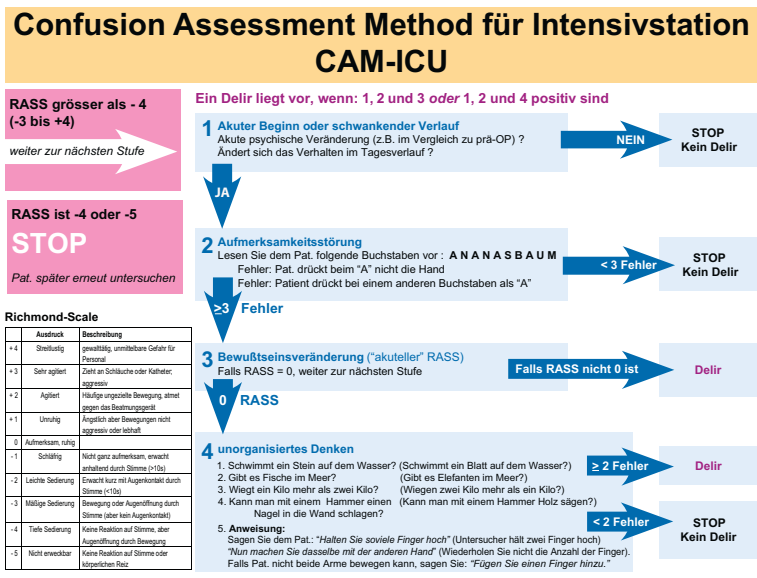 Confusion Assessment Method für Intensivstation
CAM-ICU
RASS grösser als - 4
(-3 bis +4)
weiter zur nächsten Stufe
RASS ist -4 oder -5
STOP
Pat. später erneut untersuchen
Ein Delir liegt vor, wenn: 1, 2 und 3 oder 1, 2 und 4 positiv sind
1 Akuter Beginn oder schwankender Verlauf
Akute psychische Veränderung (z.B. im Vergleich zu prä-OP) ?
Ändert sich das Verhalten im Tagesverlauf ?
NEIN
STOP
Kein Delir
JA
2 Aufmerksamkeitsstörung
Lesen Sie dem Pat. folgende Buchstaben vor : A N A N A S B A U M
Fehler: Pat. drückt beim “A” nicht die Hand
Fehler: Patient drückt bei einem anderen Buchstaben als “A”
< 3 Fehler
STOP
Kein Delir
≥3 Fehler
3 Bewußtseinsveränderung (“akuteller” RASS)
Falls RASS = 0, weiter zur nächsten Stufe
Falls RASS nicht 0 ist
Delir
0 RASS
4 unorganisiertes Denken
1. Schwimmt ein Stein auf dem Wasser? (Schwimmt ein Blatt auf dem Wasser?)
2. Gibt es Fische im Meer? (Gibt es Elefanten im Meer?)
3. Wiegt ein Kilo mehr als zwei Kilo? (Wiegen zwei Kilo mehr als ein Kilo?)
4. Kann man mit einem Hammer einen (Kann man mit einem Hammer Holz sägen?)
Nagel in die Wand schlagen?
5. Anweisung:
Sagen Sie dem Pat.: “Halten Sie soviele Finger hoch” (Untersucher hält zwei Finger hoch)
“Nun machen Sie dasselbe mit der anderen Hand” (Wiederholen Sie nicht die Anzahl der Finger).
Falls Pat. nicht beide Arme bewegen kann, sagen Sie: “Fügen Sie einen Finger hinzu.”
≥ 2 Fehler
Delir
< 2 Fehler
STOP
Kein Delir
Richmond-Scale
Ausdruck Beschreibung
+ 4 Streitlustig gewalttätig, unmittelbare Gefahr für
Personal
+ 3 Sehr agitiert Zieht an Schläuche oder Katheter;
aggressiv
+ 2 Agitiert Häufige ungezielte Bewegung, atmet
gegen das Beatmungsgerät
+ 1 Unruhig Ängstlich aber Bewegungen nicht
aggressiv oder lebhaft
0 Aufmerksam, ruhig
- 1 Schläfrig Nicht ganz aufmerksam, erwacht
anhaltend durch Stimme (>10s)
- 2 Leichte Sedierung Erwacht kurz mit Augenkontakt durch
Stimme (<10s)
- 3 Mäßige Sedierung Bewegung oder Augenöffnung durch
Stimme (aber kein Augenkontakt)
- 4 Tiefe Sedierung Keine Reaktion auf Stimme, aber
Augenöffnung durch Bewegung
- 5 Nicht erweckbar Keine Reaktion auf Stimme oder
körperlichen Reiz